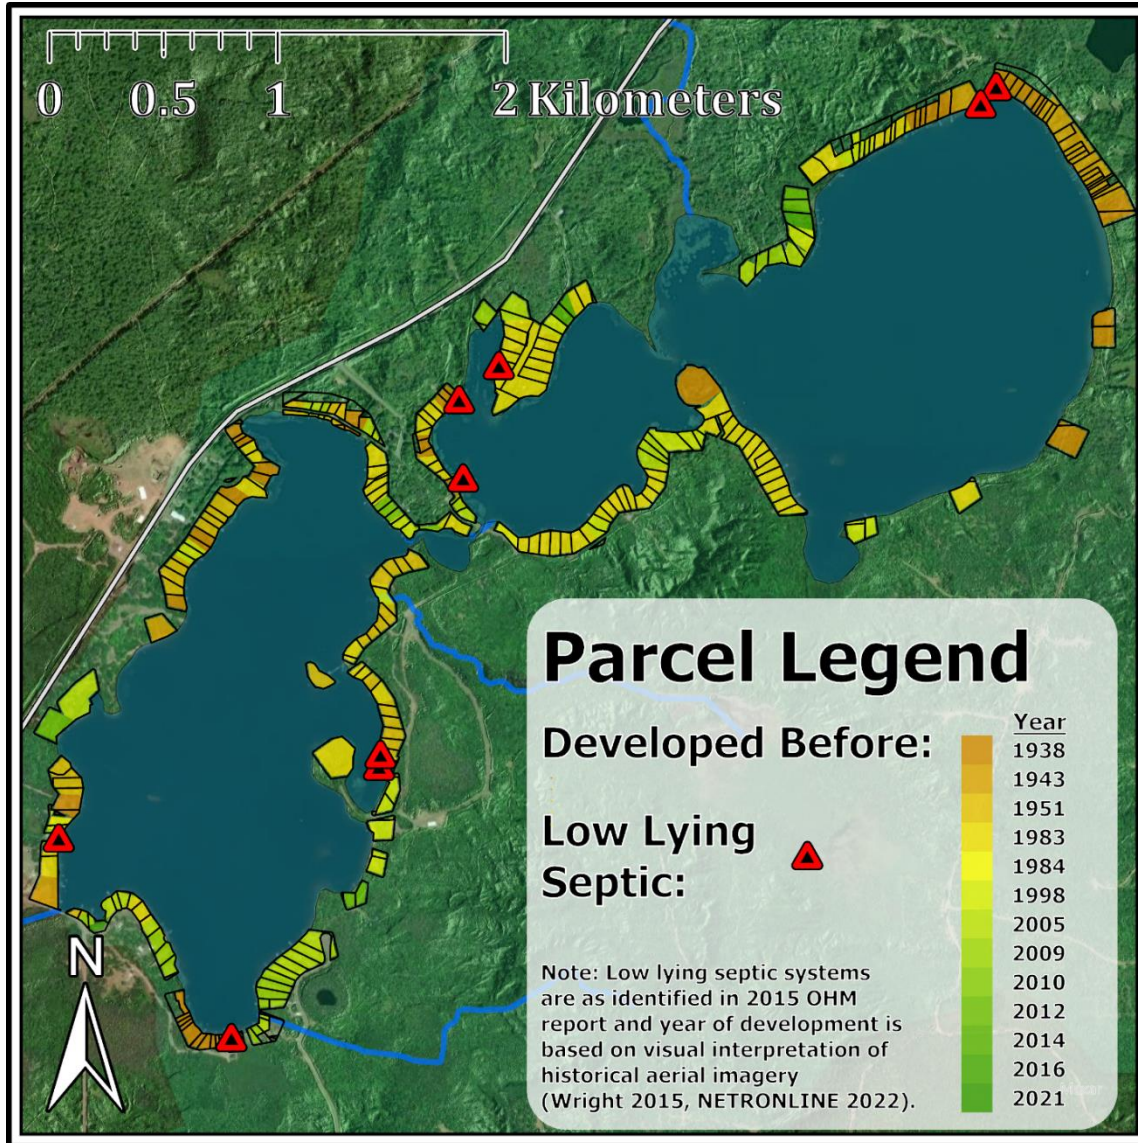 0 0.5 1 2 Kilometers
Parcel Legend
Developed Before:
Year
1938
1943
1951
1983
1984
1998
2005
2009
2010
2012
2014
2016
2021
Low Lying
Septic:
Note: Low lying septic systems
are as identified in 2015 OHM
report and year of development is
based on visual interpretation of
historical aerial imagery
(Wright 2015, NETRONLINE 2022).
N